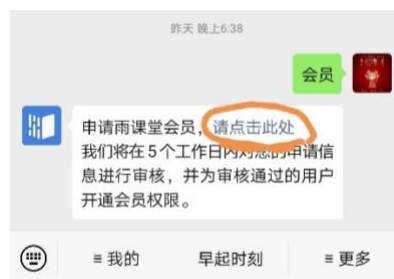 昨天 晚上6:38
会员
申请雨课堂会员，请点击此处
我们将在5个工作日内对您的申请信
息进行审核，并为审核通过的用户
开通会员权限。
≡ 我的 早起时刻 ≡ 更多